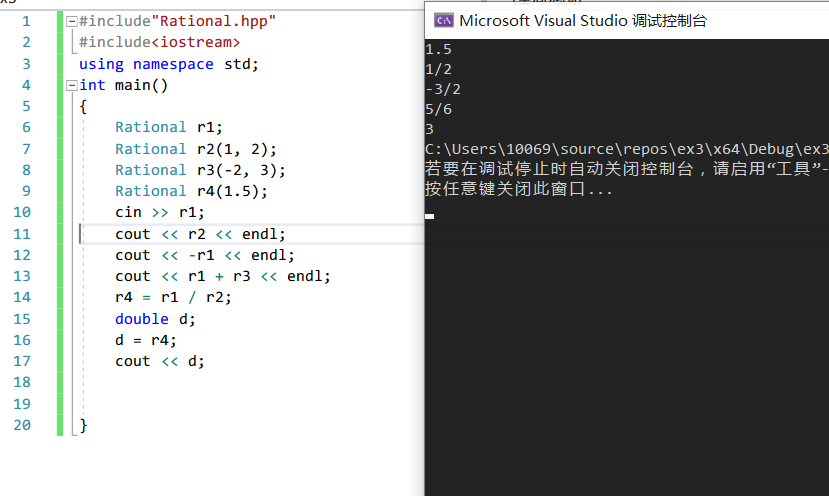 #include"Rational.hpp"
#include<iostream>
using namespace std;
int main()
{
Rational r1;
Rational r2(1, 2);
Rational r3(-2, 3);
Rational r4(1.5);
cin >> r1;
cout << r2 << endl;
cout << -r1 << endl;
cout << r1 + r3 << endl;
r4 = r1 / r2;
double d;
d = r4;
cout << d;
}
1
2
3
4
5
6
7
8
9
10
11
12
13
14
15
16
17
18
19
20
Microsoft Visual Studio 调试控制台
1.5
1/2
-3/2
5/6
3
C:\Users\10069\source\repos\ex3\x64\Debug\ex3
若要在调试停止时自动关闭控制台，请启用“工具”-
按任意键关闭此窗口...